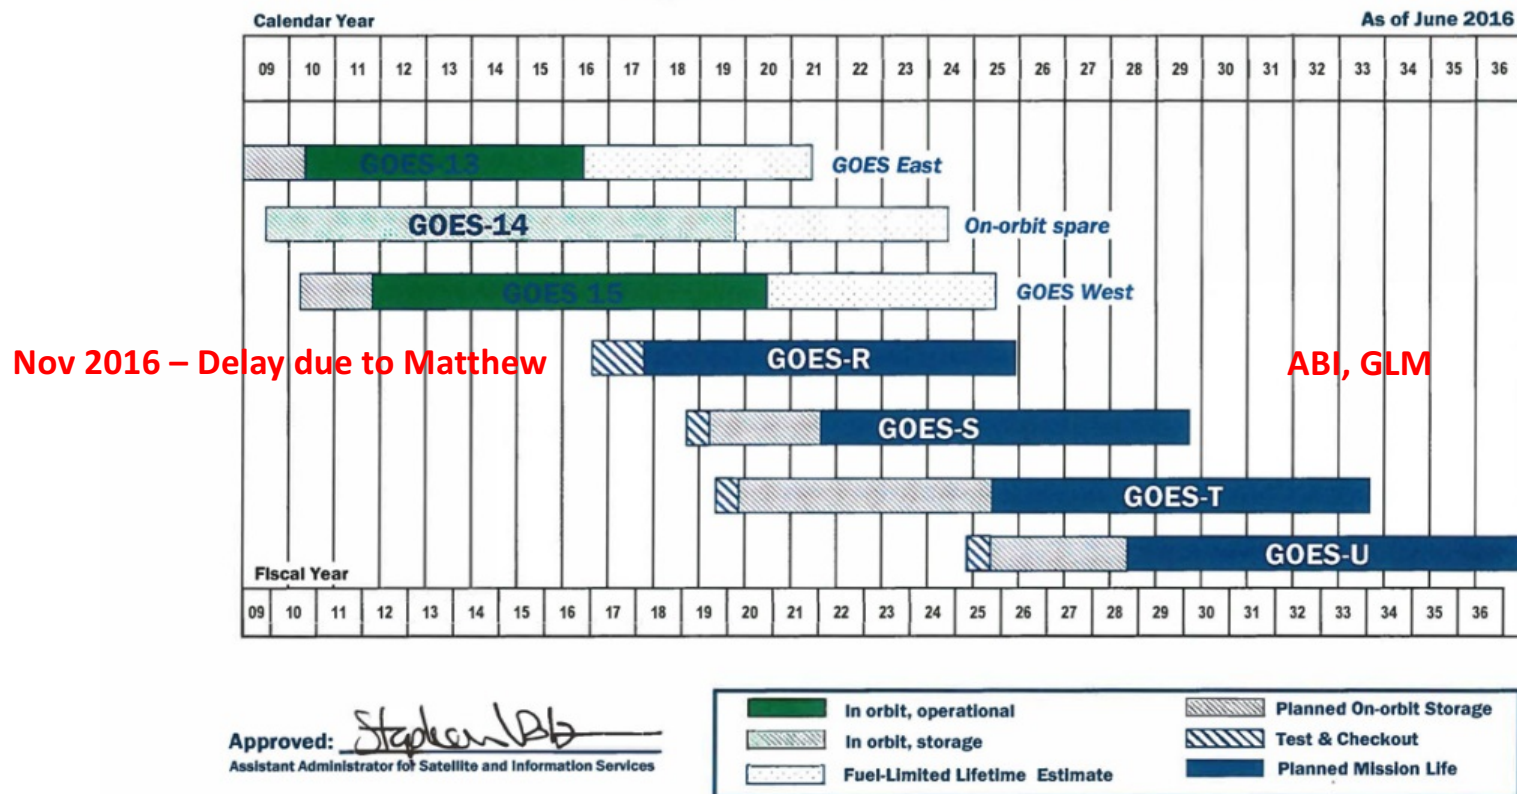 Calendar Year As of June 2016
09 10 11 12 13 14 15 16 17 18 19 20 21 22 23 24 25 26 27 28 29 30 31 32 33 34 35 36
GOES-13 GOES East
GOES-14 On-orbit spare
GOES 15 GOES West
Nov 2016 – Delay due to Matthew GOES-R ABI, GLM
GOES-S
GOES-T
GOES-U
Fiscal Year
09 10 11 12 13 14 15 16 17 18 19 20 21 22 23 24 25 26 27 28 29 30 31 32 33 34 35 36
Approved:
Assistant Administrator for Satellite and Information Services
In orbit, operational
In orbit, storage
Fuel-Limited Lifetime Estimate
Planned On-orbit Storage
Test & Checkout
Planned Mission Life